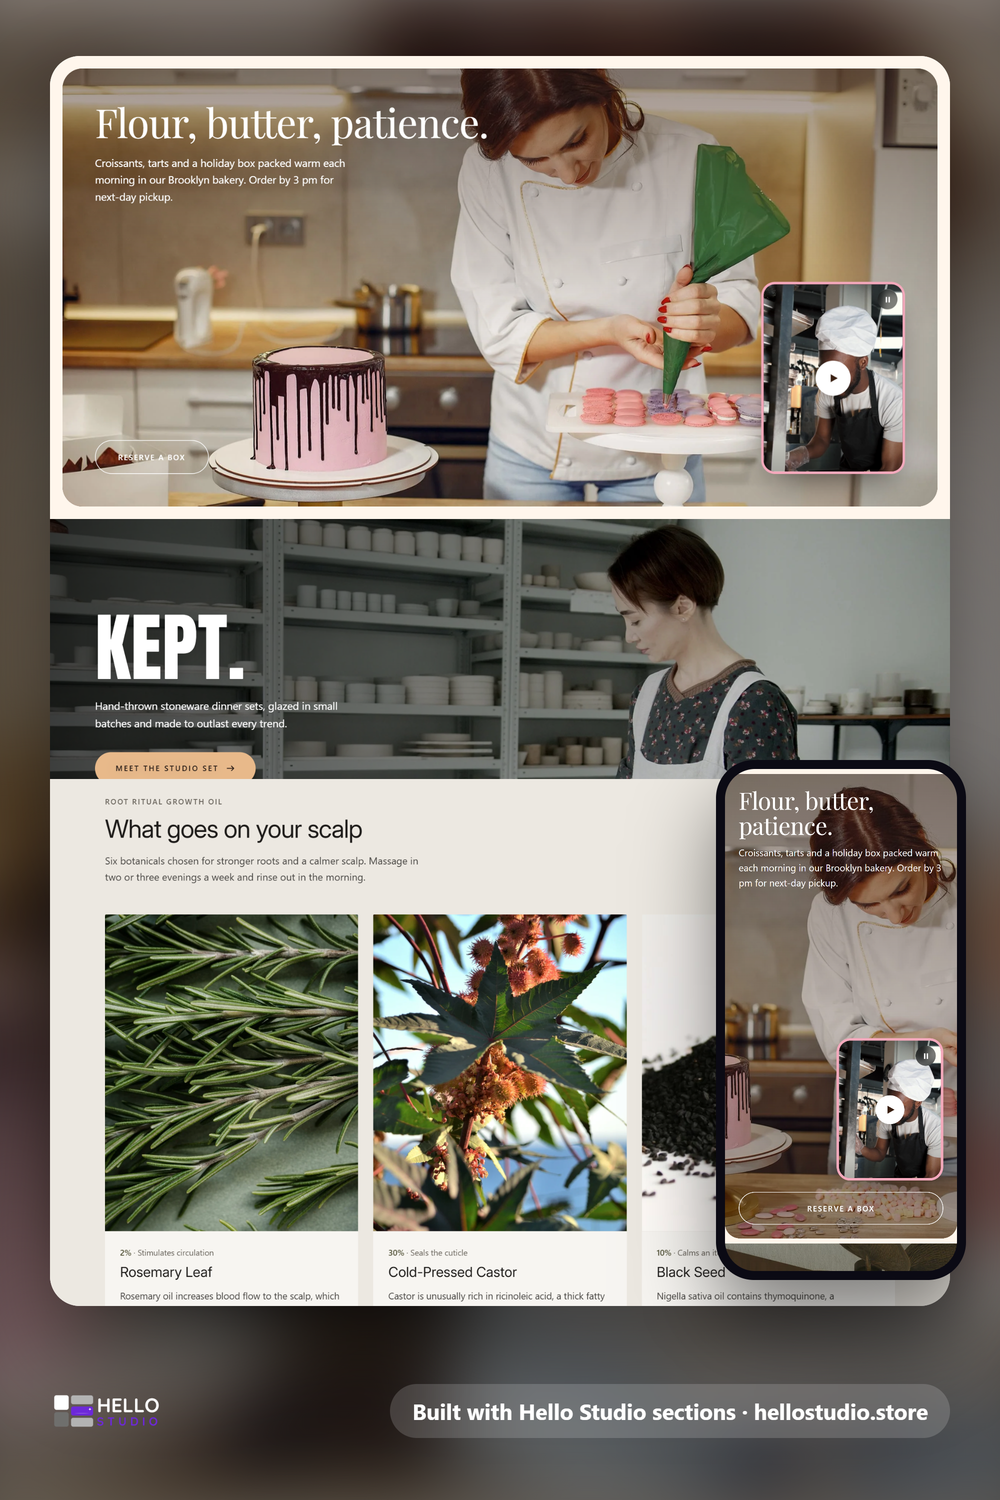 Flour, butter, patience.
Croissants, tarts and a holiday box packed warm each
morning in our Brooklyn bakery. Order by 3 pm for
next-day pickup.
RESERVE A BOX
KEPT.
Hand-thrown stoneware dinner sets, glazed in small
batches and made to outlast every trend.
MEET THE STUDIO SET →
ROOT RITUAL GROWTH OIL
What goes on your scalp
Six botanicals chosen for stronger roots and a calmer scalp. Massage in
two or three evenings a week and rinse out in the morning.
2% · Stimulates circulation
Rosemary Leaf
Rosemary oil increases blood flow to the scalp, which
30% · Seals the cuticle
Cold-Pressed Castor
Castor is unusually rich in ricinoleic acid, a thick fatty
10% · Calms an
Black Seed
Nigella sativa oil contains thymoquinone, a
Flour, butter,
patience.
Croissants, tarts and a holiday box packed warm
each morning in our Brooklyn bakery. Order by 3
pm for next-day pickup.
RESERVE A BOX
HELLO
STUDIO
Built with Hello Studio sections · hellostudio.store